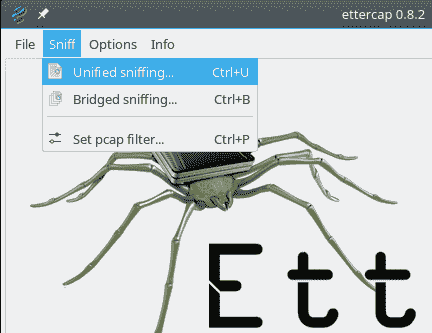 ettercap 0.8.2
File Sniff Options Info
Unified sniffing... Ctrl+U
Bridged sniffing... Ctrl+B
Set pcap filter... Ctrl+P
Ett